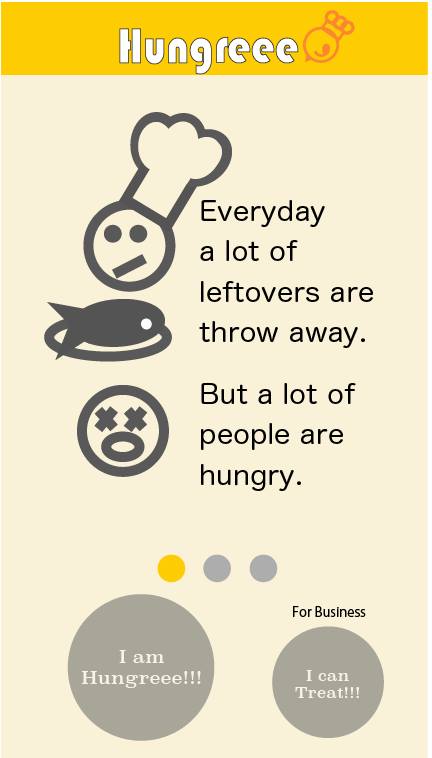 Hungreee
Everyday
a lot of
leftovers are
throw away.
But a lot of
people are
hungry.
For Business
I am
Hungreee!!!
I can
Treat!!!